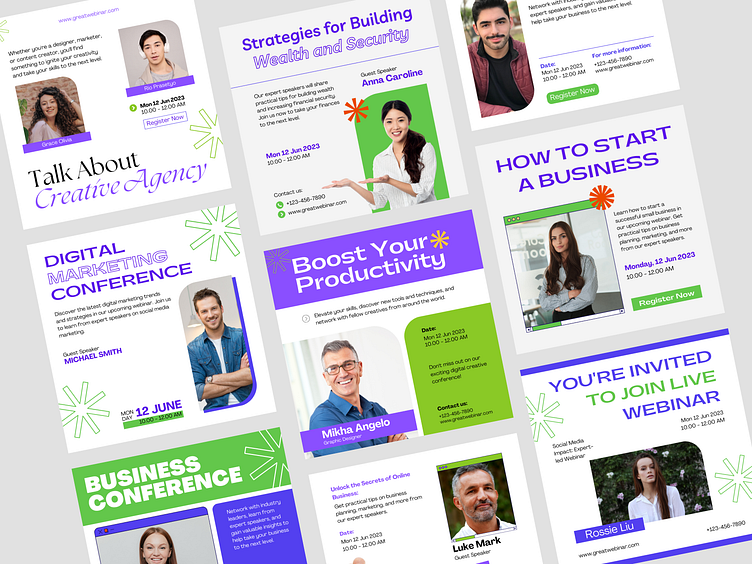 www.greatwebinar.com
Whether you're a designer, marketer,
or content creator, you'll find
something to ignite your creativity
and take your skills to the next level.
Rio Prasetyo
Mon 12 Jun 2023
10.00 - 12.00 AM
Register Now
Grace Olivia
Talk About
Creative Agency
Strategies for Building
Wealth and Security
Our expert speakers will share
practical tips for building wealth
and increasing financial security.
Join us now to take your finances
to the next level.
Guest Speaker
Anna Caroline
Mon 12 Jun 2023
10.00 - 12.00 AM
Contact us:
+123-456-7890
www.greatwebinar.com
Network with industry leaders,
expert speakers, and gain valuable
help take your business to the next level.
Date:
Mon 12 Jun 2023
10.00 - 12.00 AM
For more information:
+123-456-7890
www.greatwebinar.com
Register Now
DIGITAL
MARKETING
CONFERENCE
Discover the latest digital marketing trends
and strategies in our upcoming webinar. Join us
to learn from expert speakers on social media
marketing.
Guest Speaker
MICHAEL SMITH
MON
DAY
12 JUNE
10.00 - 12.00 AM
Boost Your
Productivity
Elevate your skills, discover new tools and techniques, and
network with fellow creatives from around the world.
Date:
Mon 12 Jun 2023
10.00 - 12.00 AM
Don't miss out on our
exciting digital creative
conference!
Contact us:
+123-456-7890
www.greatwebinar.com
Mikha Angelo
Graphic Designer
HOW TO START
A BUSINESS
Learn how to start a
successful small business in
our upcoming webinar. Get
practical tips on business
planning, marketing, and more
from our expert speakers.
Monday, 12 Jun 2023
10.00 - 12.00 AM
Register Now
BUSINESS
CONFERENCE
Network with industry
leaders, learn from
expert speakers, and
gain valuable insights to
help take your business
to the next level.
Unlock the Secrets of Online
Business:
Get practical tips on business
planning, marketing, and more from
our expert speakers.
Date:
Mon 12 Jun 2023
10.00 - 12.00 AM
Luke Mark
Guest Speaker
YOU'RE INVITED
TO JOIN LIVE
WEBINAR
Social Media
Impact: Expert-
led Webinar
Mon 12 Jun 2023
10.00 - 12.00 AM
Rossie Liu
www.greatwebinar.com
+123-456-7890